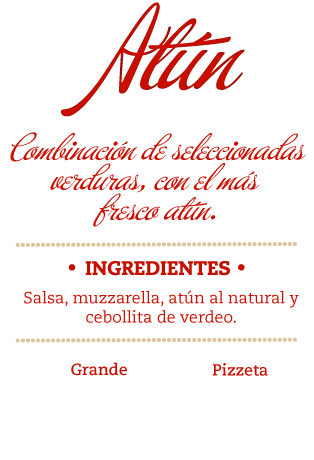 Atún
Combinación de seleccionadas
verduras, con el más
fresco atún.
• INGREDIENTES •
Salsa, muzzarella, atún al natural y
cebollita de verdeo.
Grande Pizzeta